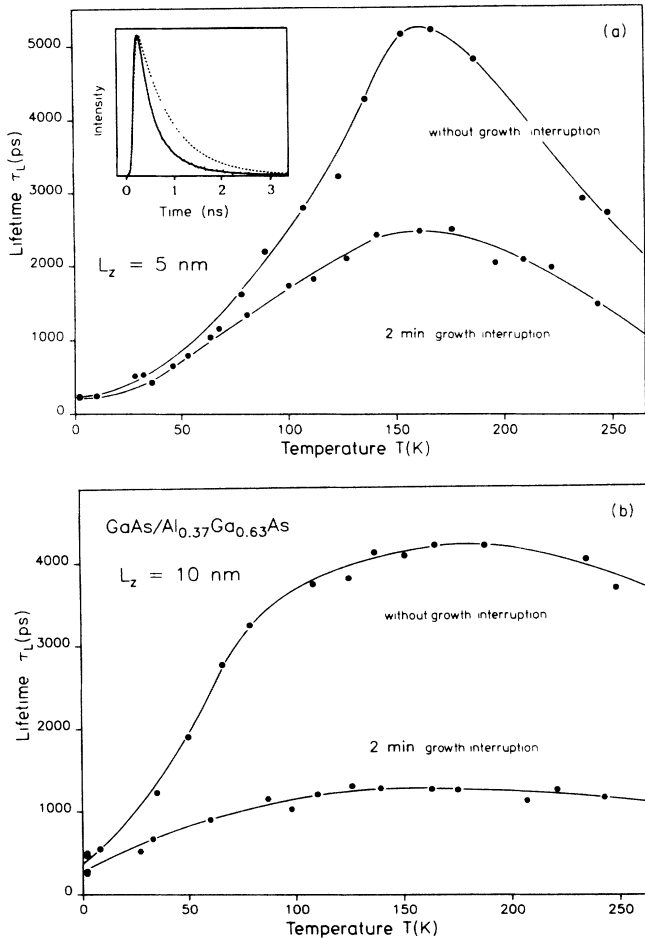 (a)
5000
4000
3000
2000
1000
0
Lifetime τL(ps)
Intensity
0 1 2 3
Time (ns)
without growth interruption
Lz = 5 nm
2 min growth interruption
0 50 100 150 200 250
Temperature T(K)
(b)
GaAs/Al0.37Ga0.63As
Lz = 10 nm
4000
3000
2000
1000
0
Lifetime τL(ps)
without growth interruption
2 min growth interruption
0 50 100 150 200 250
Temperature T(K)